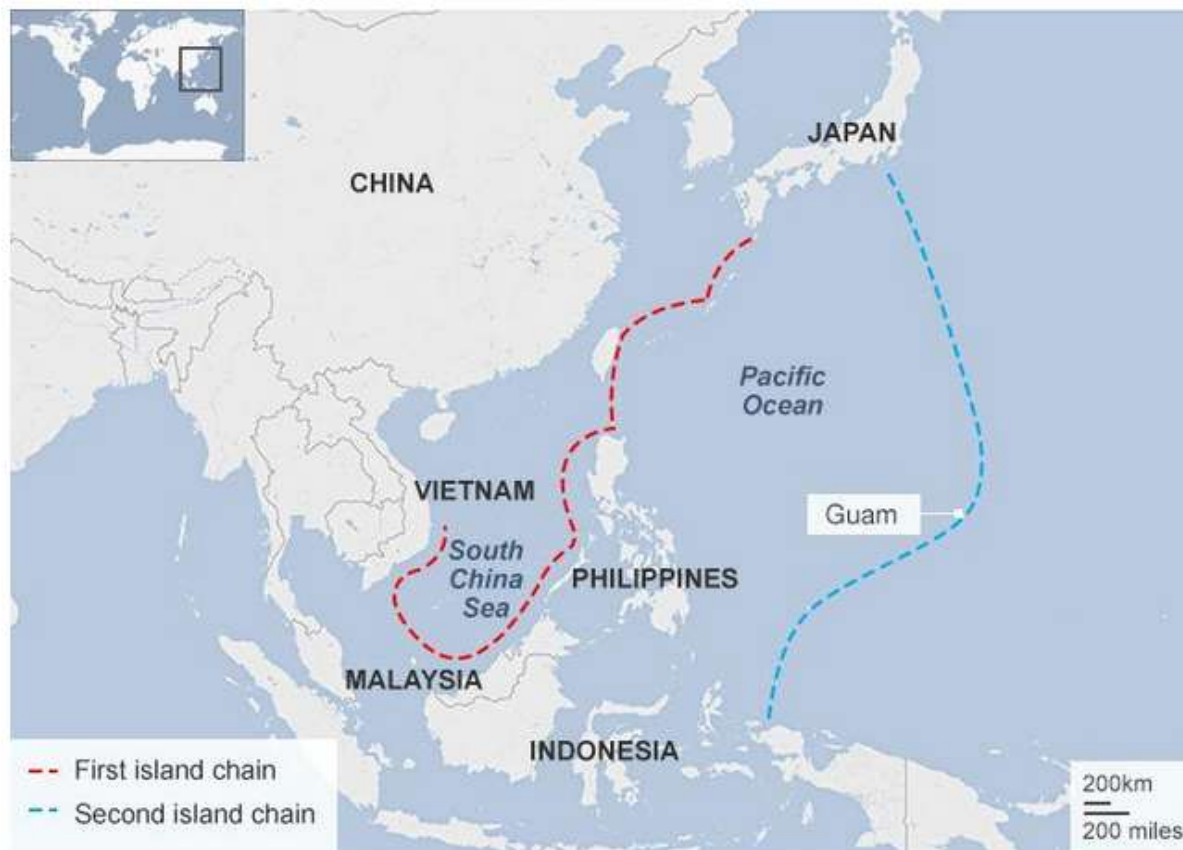 JAPAN
CHINA
Pacific
Ocean
VIETNAM
Guam
South
China
Sea
PHILIPPINES
MALAYSIA
INDONESIA
First island chain
Second island chain
200km
200 miles